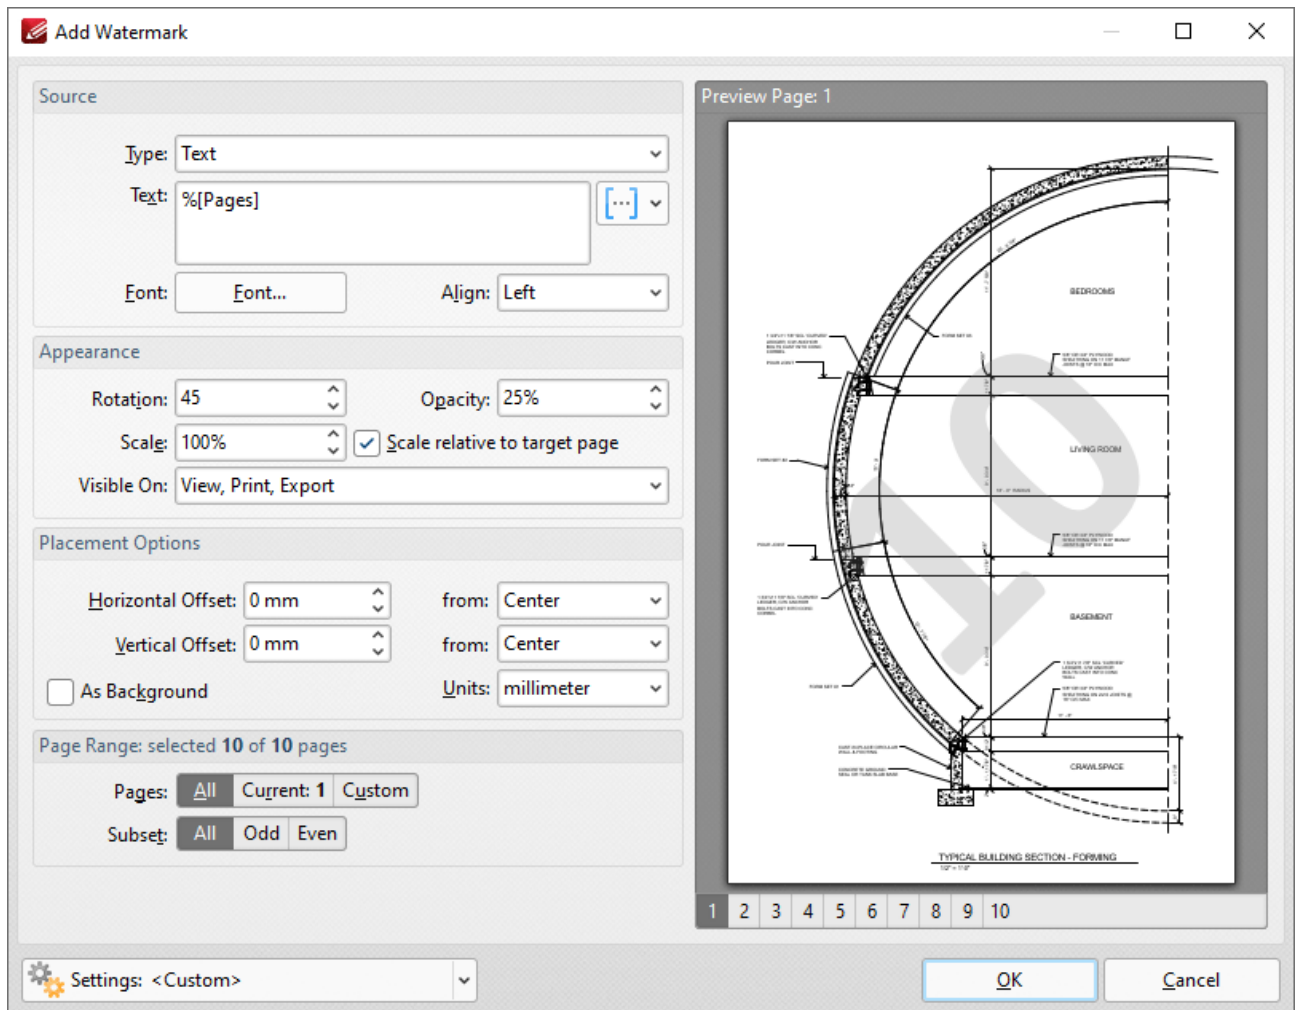 Add Watermark
Source
Type: Text
Text: %[Pages]
Font: Font... Align: Left
Appearance
Rotation: 45 Opacity: 25%
Scale: 100% Scale relative to target page
Visible On: View, Print, Export
Placement Options
Horizontal Offset: 0 mm from: Center
Vertical Offset: 0 mm from: Center
As Background Units: millimeter
Page Range: selected 10 of 10 pages
Pages: All Current: 1 Custom
Subset: All Odd Even
Preview Page: 1
BEDROOMS
LIVING ROOM
10
BASEMENT
CRAWLSPACE
TYPICAL BUILDING SECTION - FORMING
1 2 3 4 5 6 7 8 9 10
Settings: <Custom> OK Cancel